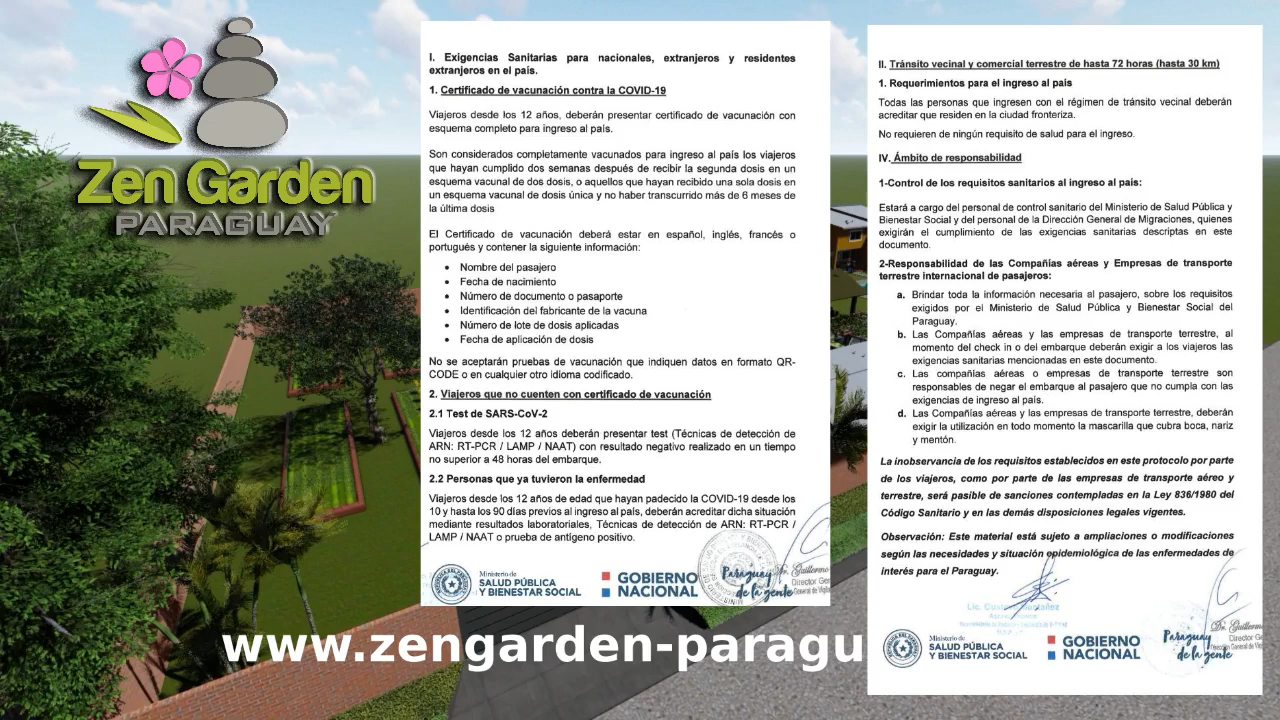 Zen Garden
PARAGUAY
I. Exigencias Sanitarias para nacionales, extranjeros y residentes
extranjeros en el país.
1. Certificado de vacunación contra la COVID-19
Viajeros desde los 12 años, deberán presentar certificado de vacunación con
esquema completo para ingreso al país.
Son considerados completamente vacunados para ingreso al país los viajeros
que hayan cumplido dos semanas después de recibir la segunda dosis en un
esquema vacunal de dos dosis, o aquellos que hayan recibido una sola dosis en
un esquema vacunal de dosis única y no haber transcurrido más de 6 meses de
la última dosis
El Certificado de vacunación deberá estar en español, inglés, francés o
portugués y contener la siguiente información:
• Nombre del pasajero
• Fecha de nacimiento
• Número de documento o pasaporte
• Identificación del fabricante de la vacuna
• Número de lote de dosis aplicadas
• Fecha de aplicación de dosis
No se aceptarán pruebas de vacunación que indiquen datos en formato QR-
CODE o en cualquier otro idioma codificado.
2. Viajeros que no cuenten con certificado de vacunación
2.1 Test de SARS-CoV-2
Viajeros desde los 12 años deberán presentar test (Técnicas de detección de
ARN: RT-PCR / LAMP / NAAT) con resultado negativo realizado en un tiempo
no superior a 48 horas del embarque.
2.2 Personas que ya tuvieron la enfermedad
Viajeros desde los 12 años de edad que hayan padecido la COVID-19 desde los
10 y hasta los 90 días previos al ingreso al país, deberán acreditar dicha situación
mediante resultados laboratoriales, Técnicas de detección de ARN: RT-PCR /
LAMP / NAAT o prueba de antígeno positivo.
Ministerio de
SALUD PÚBLICA
Y BIENESTAR SOCIAL
GOBIERNO
NACIONAL
Paraguay
de la gente
Dr. Guillermo
Director Gen
General de Vigi
II. Tránsito vecinal y comercial terrestre de hasta 72 horas (hasta 30 km)
1. Requerimientos para el ingreso al país
Todas las personas que ingresen con el régimen de tránsito vecinal deberán
acreditar que residen en la ciudad fronteriza.
No requieren de ningún requisito de salud para el ingreso.
IV. Ámbito de responsabilidad
1-Control de los requisitos sanitarios al ingreso al país:
Estará a cargo del personal de control sanitario del Ministerio de Salud Pública y
Bienestar Social y del personal de la Dirección General de Migraciones, quienes
exigirán el cumplimiento de las exigencias sanitarias descriptas en este
documento.
2-Responsabilidad de las Compañías aéreas y Empresas de transporte
terrestre internacional de pasajeros:
a. Brindar toda la información necesaria al pasajero, sobre los requisitos
exigidos por el Ministerio de Salud Pública y Bienestar Social del
Paraguay.
b. Las Compañías aéreas y las empresas de transporte terrestre, al
momento del check in o del embarque deberán exigir a los viajeros las
exigencias sanitarias mencionadas en este documento.
c. Las compañías aéreas o empresas de transporte terrestre son
responsables de negar el embarque al pasajero que no cumpla con las
exigencias de ingreso al país.
d. Las Compañías aéreas y las empresas de transporte terrestre, deberán
exigir la utilización en todo momento la mascarilla que cubra boca, nariz
y mentón.
La inobservancia de los requisitos establecidos en este protocolo por parte
de los viajeros, como por parte de las empresas de transporte aéreo y
terrestre, será pasible de sanciones contempladas en la Ley 836/1980 del
Código Sanitario y en las demás disposiciones legales vigentes.
Observación: Este material está sujeto a ampliaciones o modificaciones
según las necesidades y situación epidemiológica de las enfermedades de
interés para el Paraguay.
Ministerio de
SALUD PÚBLICA
Y BIENESTAR SOCIAL
GOBIERNO
NACIONAL
Paraguay
de la gente
Dr. Guillerm
Director Ge
Dirección General de Vig
www.zengarden-paragu